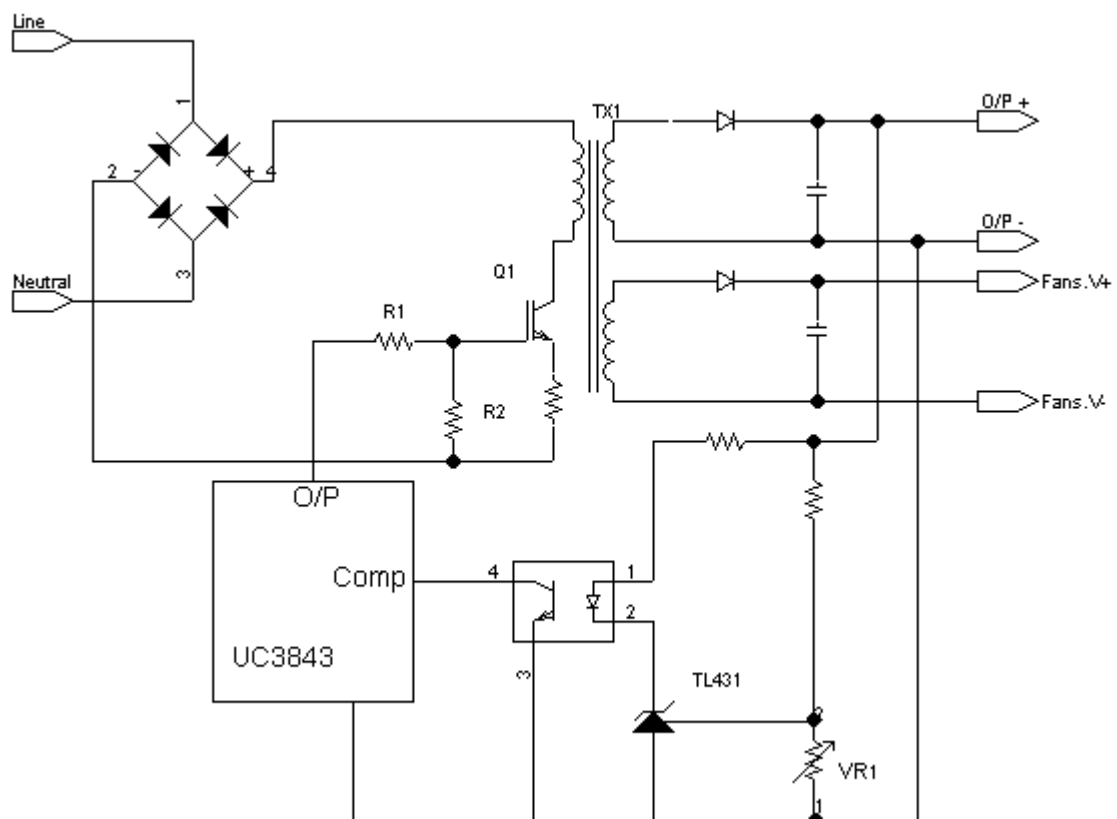 Line
1
TX1
O/P +
2
-
+
4
O/P -
Neutral
3
Q1
Fans.V+
R1
R2
Fans.V-
O/P
Comp
4
1
2
UC3843
3
TL431
2
VR1
1